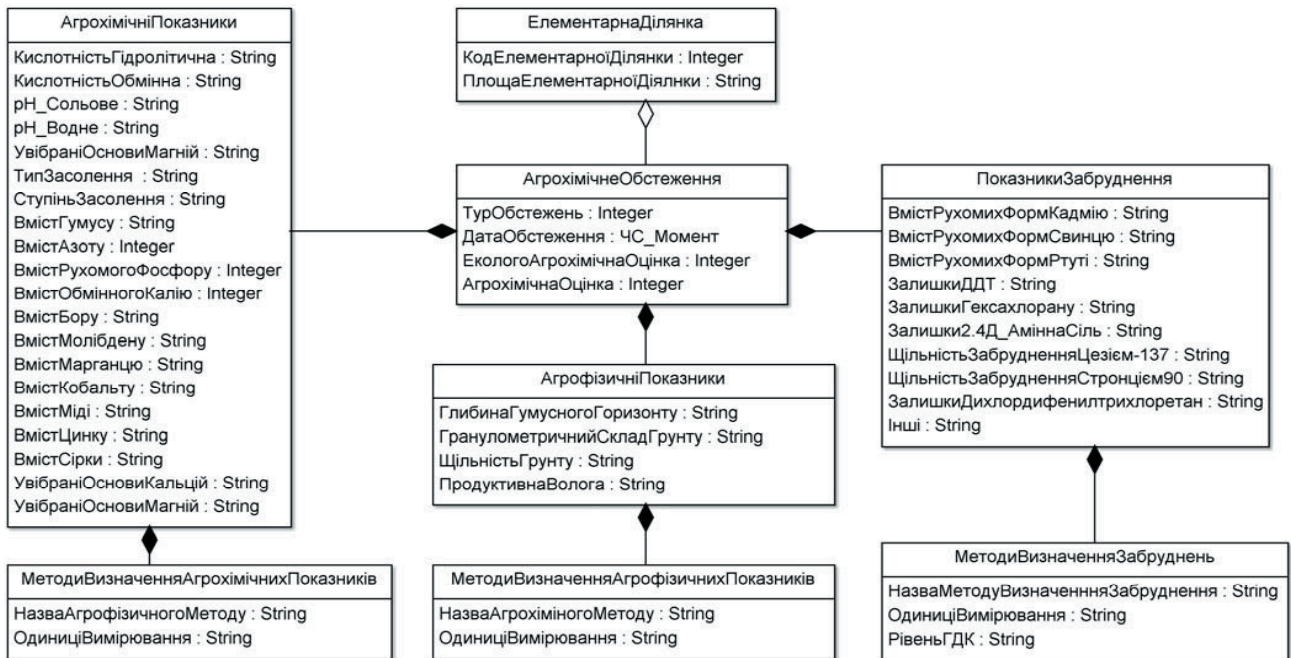 АгрохімічніПоказники
КислотністьГідролітична : String
КислотністьОбмінна : String
рН_Сольове : String
рН_Водне : String
УвібраніОсновиМагній : String
ТипЗасолення : String
СтупіньЗасолення : String
ВмістГумусу : String
ВмістАзоту : Integer
ВмістРухомогоФосфору : Integer
ВмістОбмінногоКалію : Integer
ВмістБору : String
ВмістМолібдену : String
ВмістМарганцю : String
ВмістКобальту : String
ВмістМіді : String
ВмістЦинку : String
ВмістСірки : String
УвібраніОсновиКальцій : String
УвібраніОсновиМагній : String
МетодиВизначенняАгрохімічнихПоказників
НазваАгрофізичногоМетоду : String
ОдиниціВимірювання : String
ЕлементарнаДілянка
КодЕлементарноїДілянки : Integer
ПлощаЕлементарноїДіялнки : String
АгрохімічнеОбстеження
ТурОбстежень : Integer
ДатаОбстеження : ЧС_Момент
ЕкологоАгрохімічнаОцінка : Integer
АгрохімічнаОцінка : Integer
АгрофізичніПоказники
ГлибинаГумусногоГоризонту : String
ГранулометричнийСкладГрунту : String
ЩільністьГрунту : String
ПродуктивнаВолога : String
МетодиВизначенняАгрофізичнихПоказників
НазваАгрохіміногоМетоду : String
ОдиниціВимірювання : String
ПоказникиЗабруднення
ВмістРухомихФормКадмію : String
ВмістРухомихФормСвинцю : String
ВмістРухомихФормРтуті : String
ЗалишкиДДТ : String
ЗалишкиГексахлорану : String
Залишки2.4Д_АміннаСіль : String
ЩільністьЗабрудненняЦезієм-137 : String
ЩільністьЗабрудненняСтронцієм90 : String
ЗалишкиДихлордифенилтрихлоретан : String
Інші : String
МетодиВизначенняЗабруднень
НазваМетодуВизначенннязабруднення : String
ОдиниціВимірювання : String
РівеньГДК : String